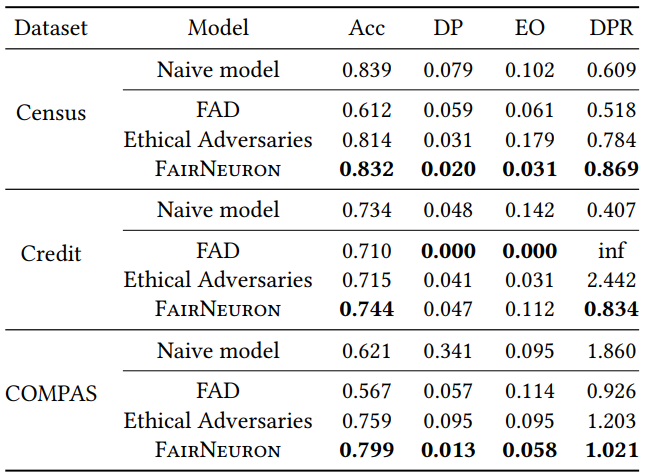 Dataset Model Acc DP EO DPR
Naive model 0.839 0.079 0.102 0.609
Census
FAD 0.612 0.059 0.061 0.518
Ethical Adversaries 0.814 0.031 0.179 0.784
FAIRNEURON 0.832 0.020 0.031 0.869
Naive model 0.734 0.048 0.142 0.407
Credit
FAD 0.710 0.000 0.000 inf
Ethical Adversaries 0.715 0.041 0.031 2.442
FAIRNEURON 0.744 0.047 0.112 0.834
Naive model 0.621 0.341 0.095 1.860
COMPAS
FAD 0.567 0.057 0.114 0.926
Ethical Adversaries 0.759 0.095 0.095 1.203
FAIRNEURON 0.799 0.013 0.058 1.021